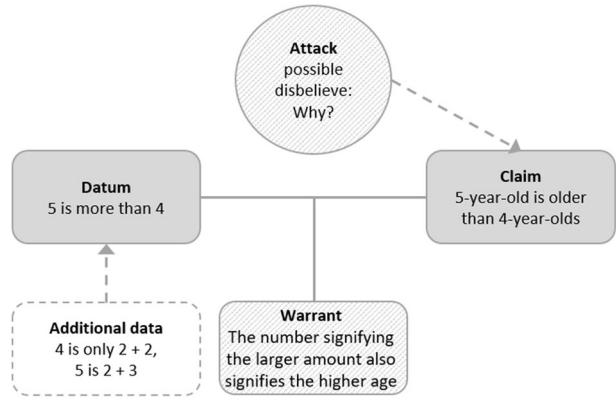 Attack
possible
disbelieve:
Why?
Datum
5 is more than 4
Claim
5-year-old is older
than 4-year-olds
Additional data
4 is only 2 + 2,
5 is 2 + 3
Warrant
The number signifying
the larger amount also
signifies the higher age